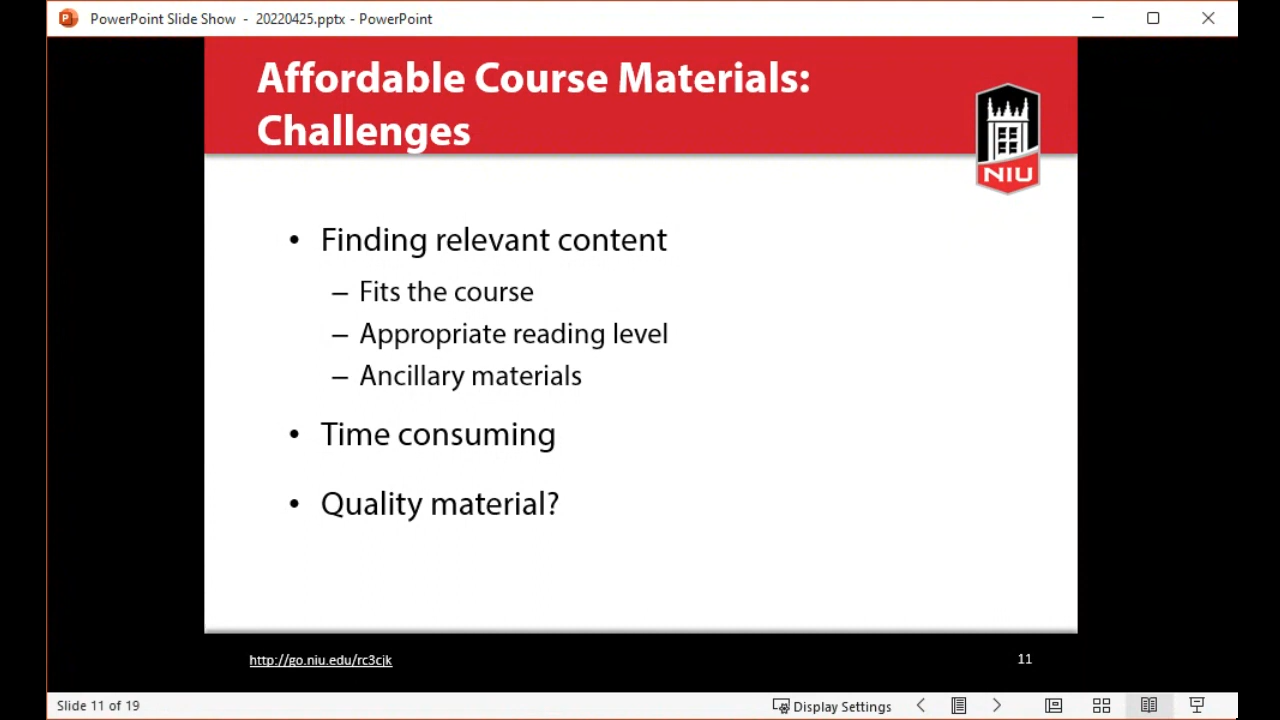 PowerPoint Slide Show - 20220425.pptx - PowerPoint
Affordable Course Materials:
Challenges
NIU
• Finding relevant content
– Fits the course
– Appropriate reading level
– Ancillary materials
• Time consuming
• Quality material?
http://go.niu.edu/rc3cjk
11
Slide 11 of 19
Display Settings